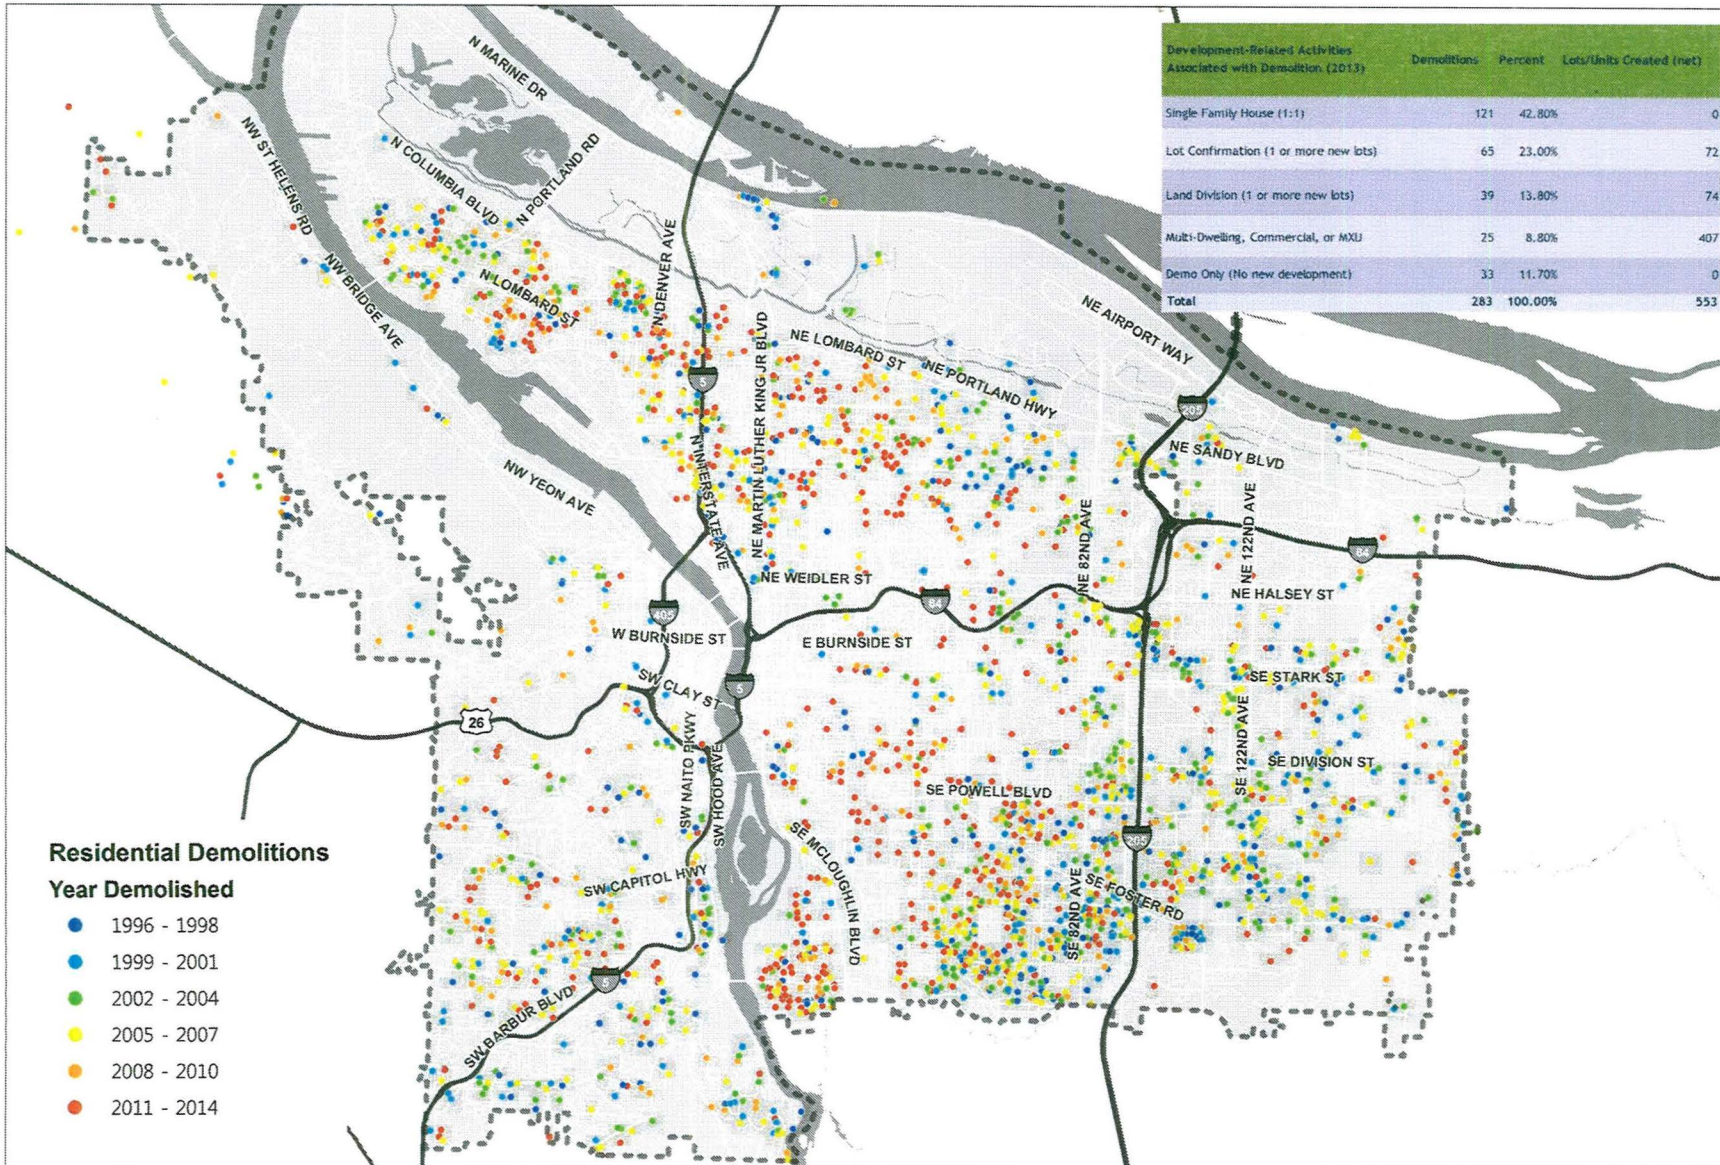 Development-Related Activities Associated with Demolition (2013) Demolitions Percent Lots/Units Created (net)
Single Family House (1:1) 121 42.80% 0
Lot Confirmation (1 or more new lots) 65 23.00% 72
Land Division (1 or more new lots) 39 13.80% 74
Multi-Dwelling, Commercial, or MXU 25 8.80% 407
Demo Only (No new development) 33 11.70% 0
Total 283 100.00% 553
N MARINE DR
NW ST HELENS RD
N COLUMBIA BLVD
N PORTLAND RD
NW BRIDGE AVE
N LOMBARD ST
N DENVER AVE
NE MARTIN LUTHER KING JR BLVD
NE LOMBARD ST
NE PORTLAND HWY
NE AIRPORT WAY
5
205
N INTERSTATE AVE
NW YEON AVE
NE SANDY BLVD
NE 82ND AVE
NE 122ND AVE
84
NE WEIDLER ST
NE HALSEY ST
84
405
W BURNSIDE ST
E BURNSIDE ST
SW CLAY ST
5
SE STARK ST
26
SW NAITO PKWY
SW HOOD AVE
SE 122ND AVE
SE DIVISION ST
SE POWELL BLVD
SE MCLOUGHLIN BLVD
205
SW CAPITOL HWY
SE 82ND AVE
SE FOSTER RD
5
SW BARBUR BLVD
Residential Demolitions
Year Demolished
1996 - 1998
1999 - 2001
2002 - 2004
2005 - 2007
2008 - 2010
2011 - 2014